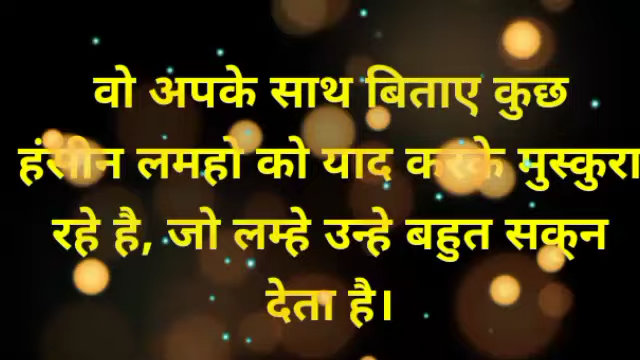 वो अपके साथ बिताए कुछ
हंसीन लमहो को याद करके मुस्कुरा
रहे है, जो लम्हे उन्हे बहुत सकुन
देता है।